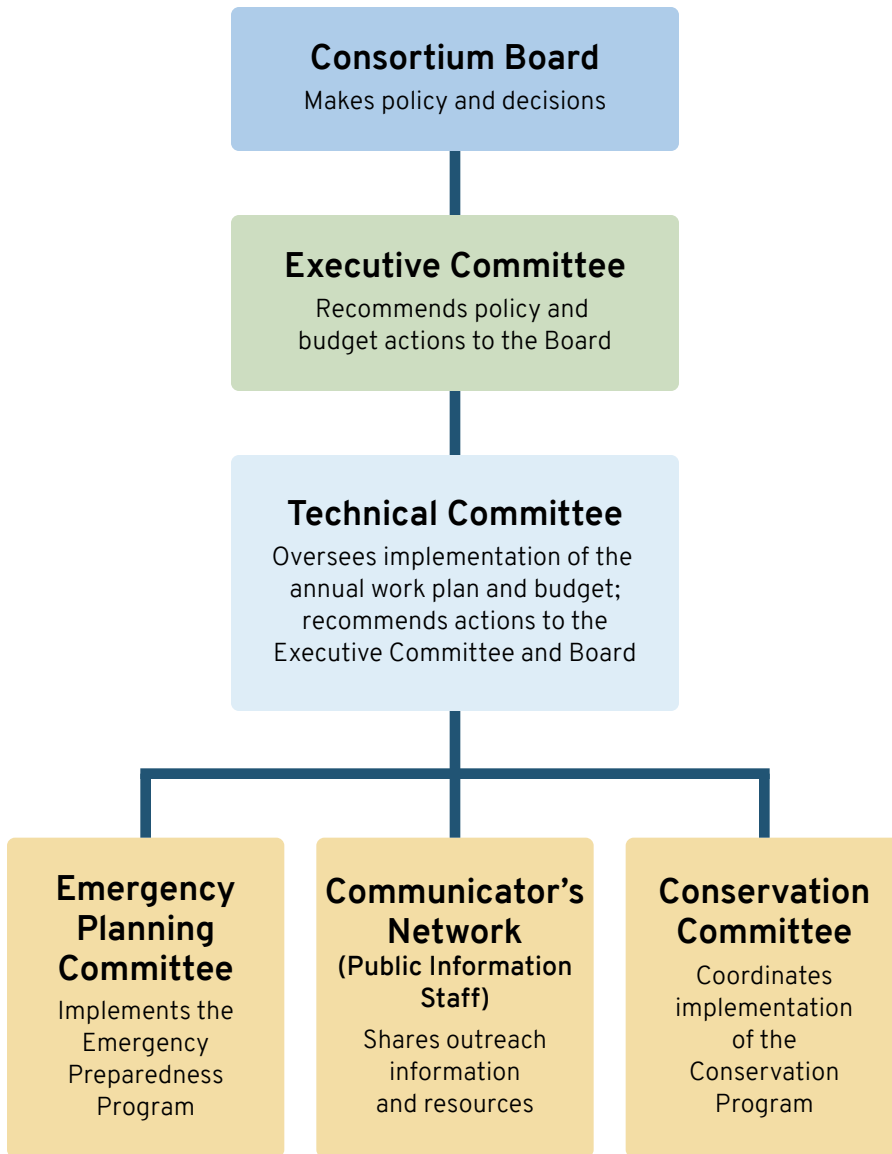 Consortium Board
Makes policy and decisions
Executive Committee
Recommends policy and
budget actions to the Board
Technical Committee
Oversees implementation of the
annual work plan and budget;
recommends actions to the
Executive Committee and Board
Emergency
Planning
Committee
Implements the
Emergency
Preparedness
Program
Communicator’s
Network
(Public Information
Staff)
Shares outreach
information
and resources
Conservation
Committee
Coordinates
implementation
of the
Conservation
Program